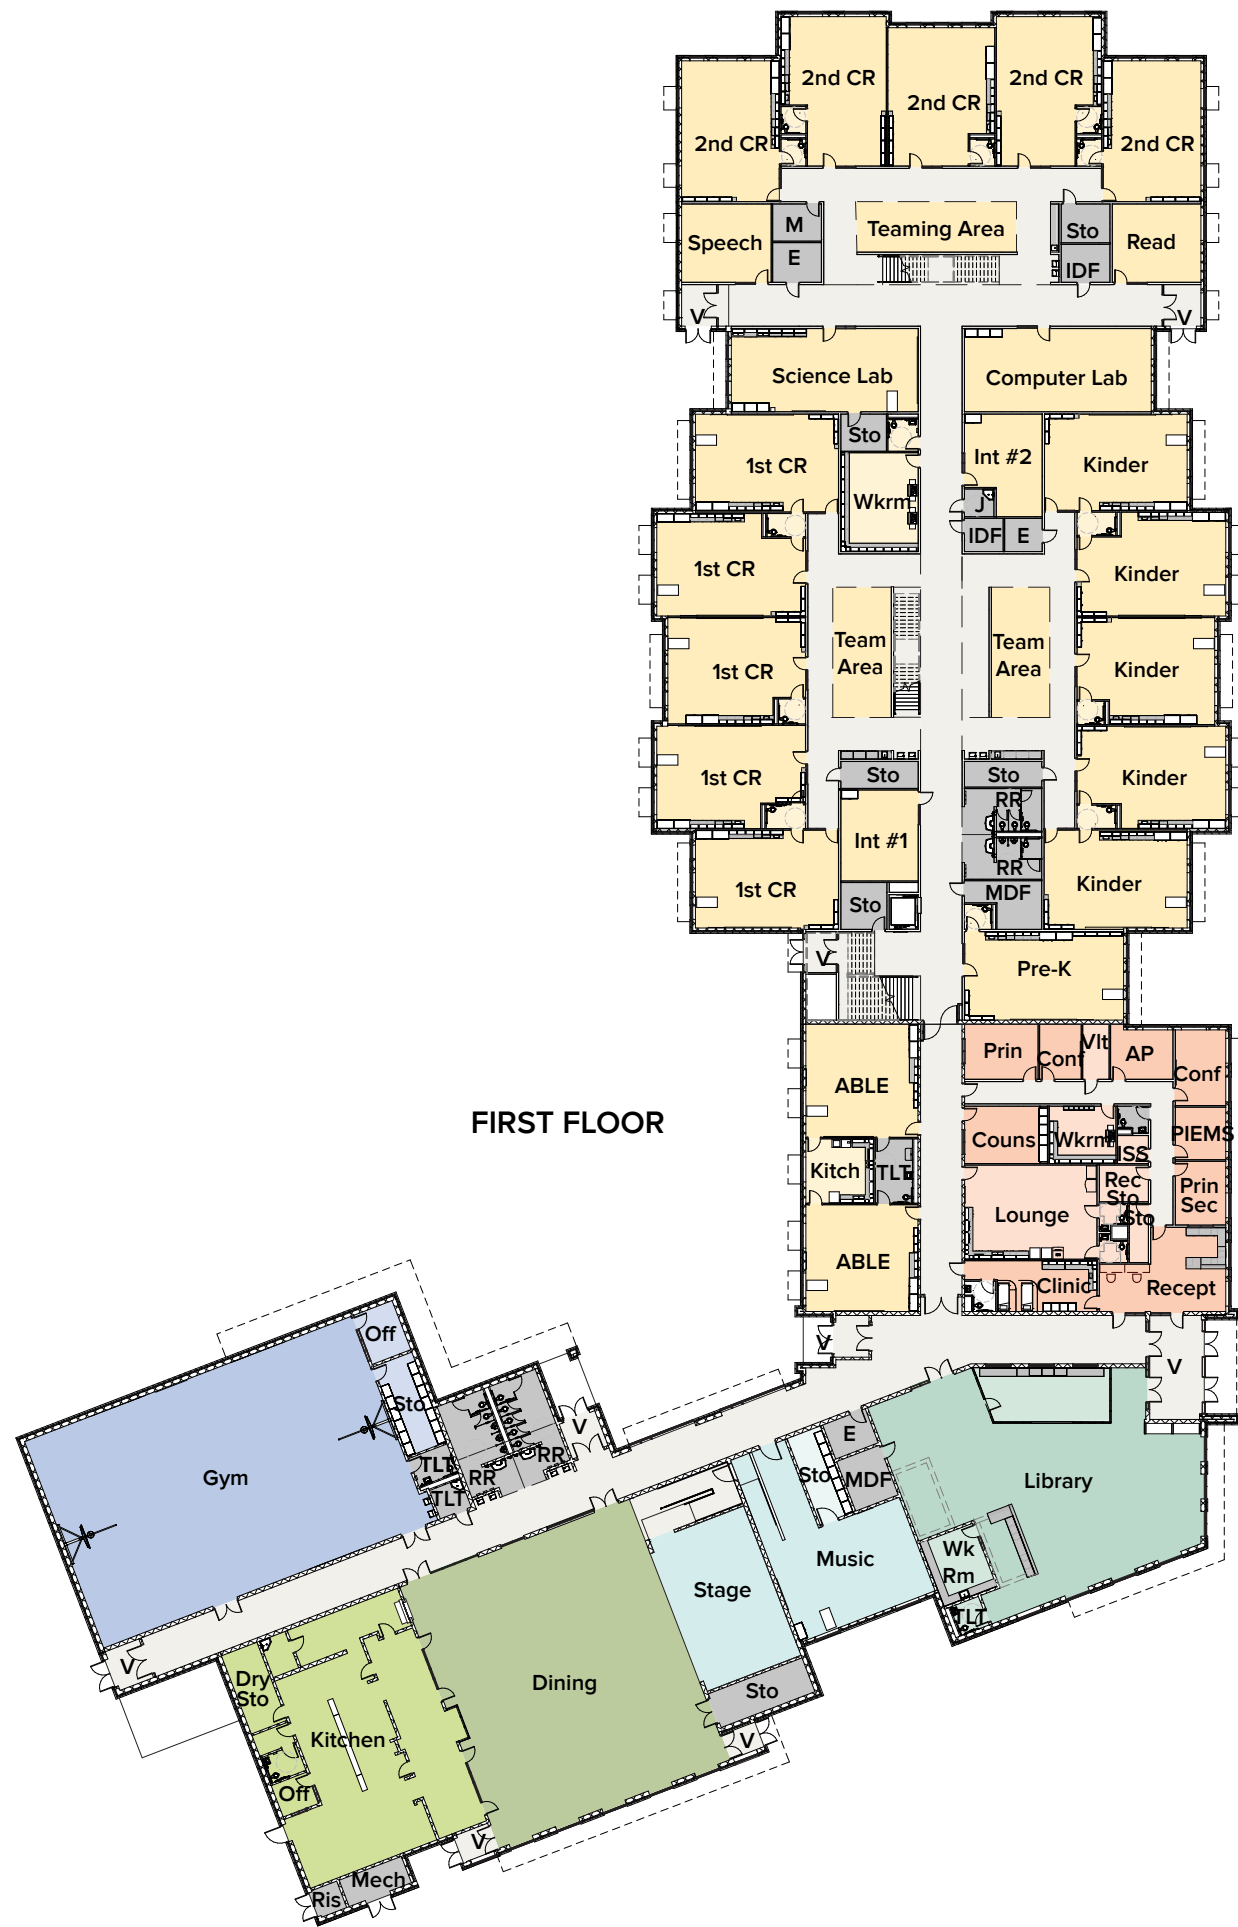 2nd CR
2nd CR
2nd CR
2nd CR
2nd CR
Teaming Area
M
Sto
Speech
Read
E
IDF
V
V
Science Lab
Computer Lab
Sto
Int #2
1st CR
Kinder
Wkrm
J
IDF
E
1st CR
Kinder
Team
Area
Team
Area
1st CR
Kinder
Sto
Sto
1st CR
Kinder
RR
Int #1
RR
1st CR
MDF
Kinder
Sto
V
Pre-K
Prin
Conf
Vlt
AP
Conf
ABLE
FIRST FLOOR
Couns
Wkrm
PIEMS
ISS
Kitch
TLT
Rec
Sto
Prin
Sec
Lounge
Sto
ABLE
Clinic
Recept
Off
V
V
Sto
V
E
Gym
TLT
RR
RR
Sto
MDF
Library
TLT
Wk
Rm
Music
Stage
TLT
V
Dry
Sto
Dining
Sto
Kitchen
V
Off
V
Mech
Ris